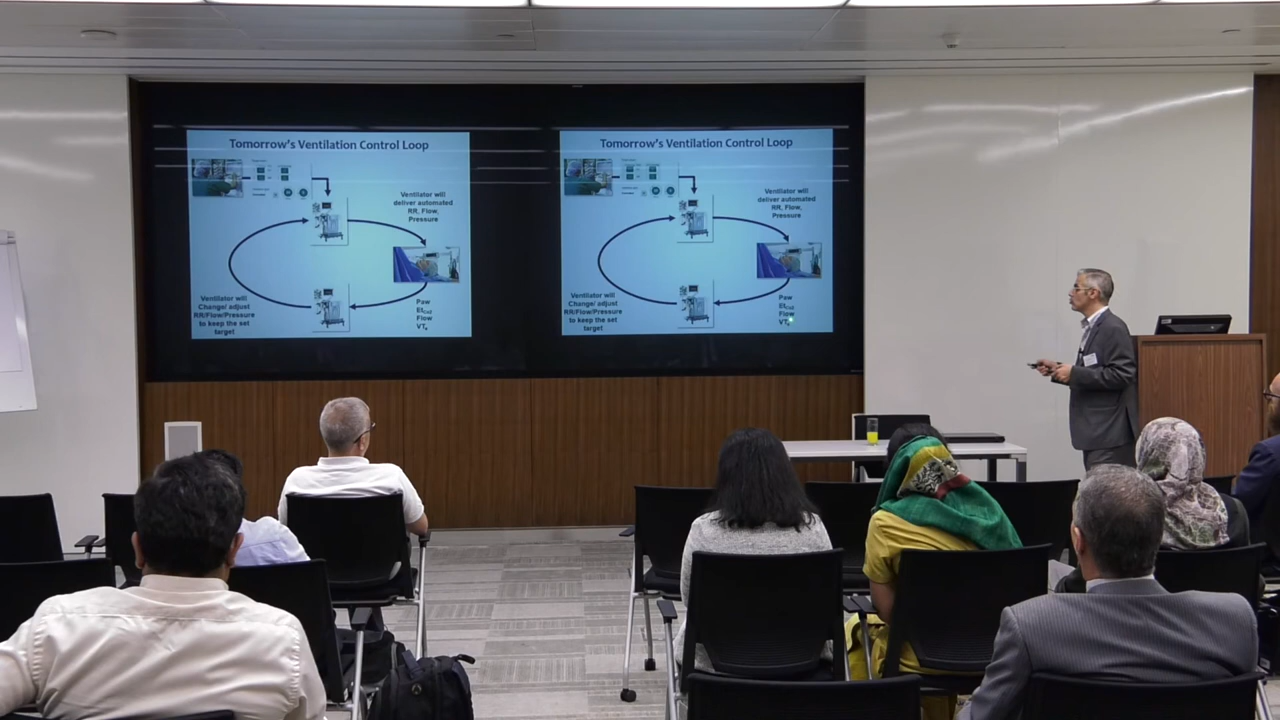 Tomorrow's Ventilation Control Loop
Ventilator will
deliver automated
RR, Flow,
Pressure
Ventilator will
Change/ adjust
RR/Flow/Pressure
to keep the set
target
Paw
EtCO2
Flow
Tomorrow's Ventilation Control Loop
Ventilator will
deliver automated
RR, Flow,
Pressure
Ventilator will
Change/ adjust
RR/Flow/Pressure
to keep the set
target
Paw
EtCO2
Flow